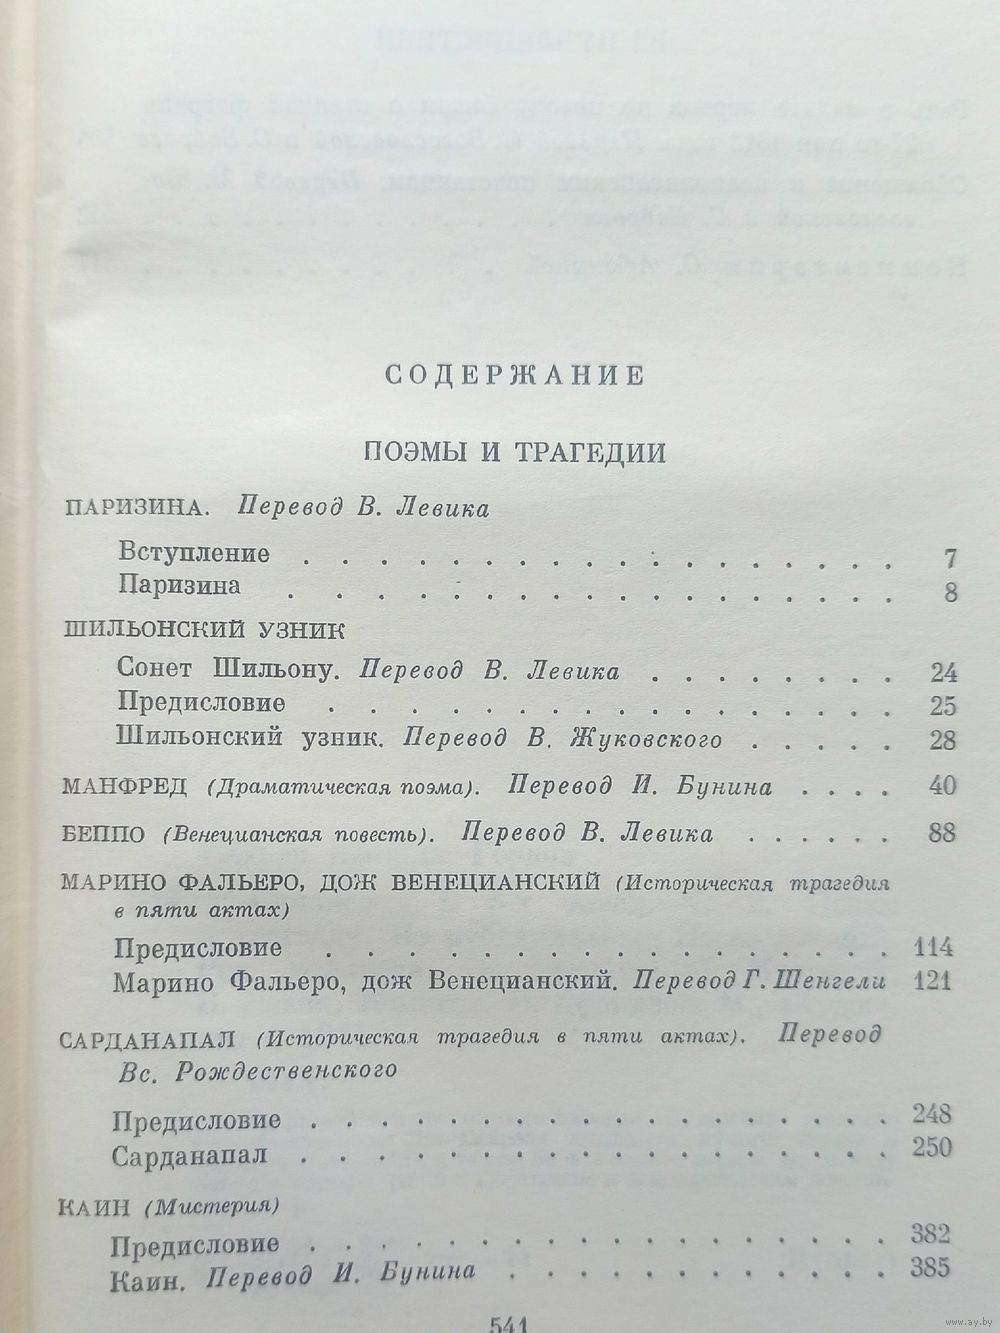 СОДЕРЖАНИЕ
ПОЭМЫ И ТРАГЕДИИ
ПАРИЗИНА. Перевод В. Левика
Вступление . . . . . . . . . . . . . . . . 7
Паризина . . . . . . . . . . . . . . . . 8
ШИЛЬОНСКИЙ УЗНИК
Сонет Шильону. Перевод В. Левика . . . . . . . . 24
Предисловие . . . . . . . . . . . . . . 25
Шильонский узник. Перевод В. Жуковского . . . . . 28
МАНФРЕД (Драматическая поэма). Перевод И. Бунина . . . . 40
БЕППО (Венецианская повесть). Перевод В. Левика . . . . . . 88
МАРИНО ФАЛЬЕРО, ДОЖ ВЕНЕЦИАНСКИЙ (Историческая трагедия
в пяти актах)
Предисловие . . . . . . . . . . . . . . 114
Марино Фальеро, дож Венецианский. Перевод Г. Шенгели 121
САРДАНАПАЛ (Историческая трагедия в пяти актах). Перевод
Вс. Рождественского
Предисловие . . . . . . . . . . . . . . . . 248
Сарданапал . . . . . . . . . . . . . . . . 250
КАИН (Мистерия)
Предисловие . . . . . . . . . . . . . . . . 382
Каин. Перевод И. Бунина . . . . . . . . . . . 385
541
www.ay.by